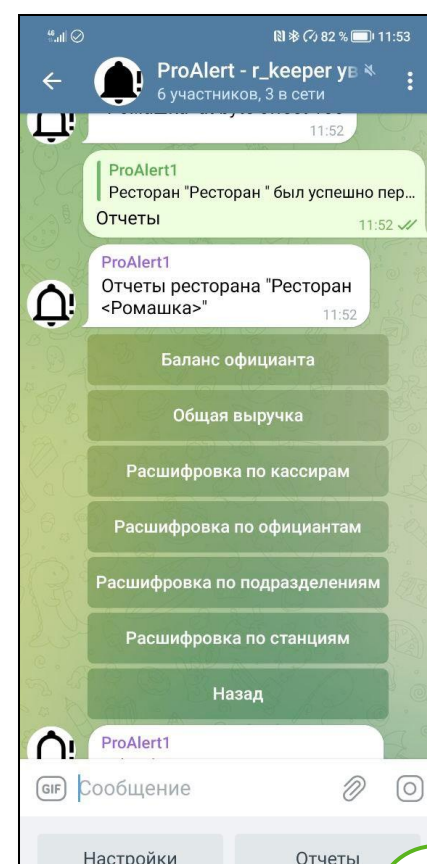 82 % 11:53
ProAlert - r_keeper ув
6 участников, 3 в сети
11:52
ProAlert1
Ресторан "Ресторан " был успешно пер...
Отчеты
11:52
ProAlert1
Отчеты ресторана "Ресторан
<Ромашка>"
11:52
Баланс официанта
Общая выручка
Расшифровка по кассирам
Расшифровка по официантам
Расшифровка по подразделениям
Расшифровка по станциям
Назад
ProAlert1
GIF Сообщение
Настройки Отчеты